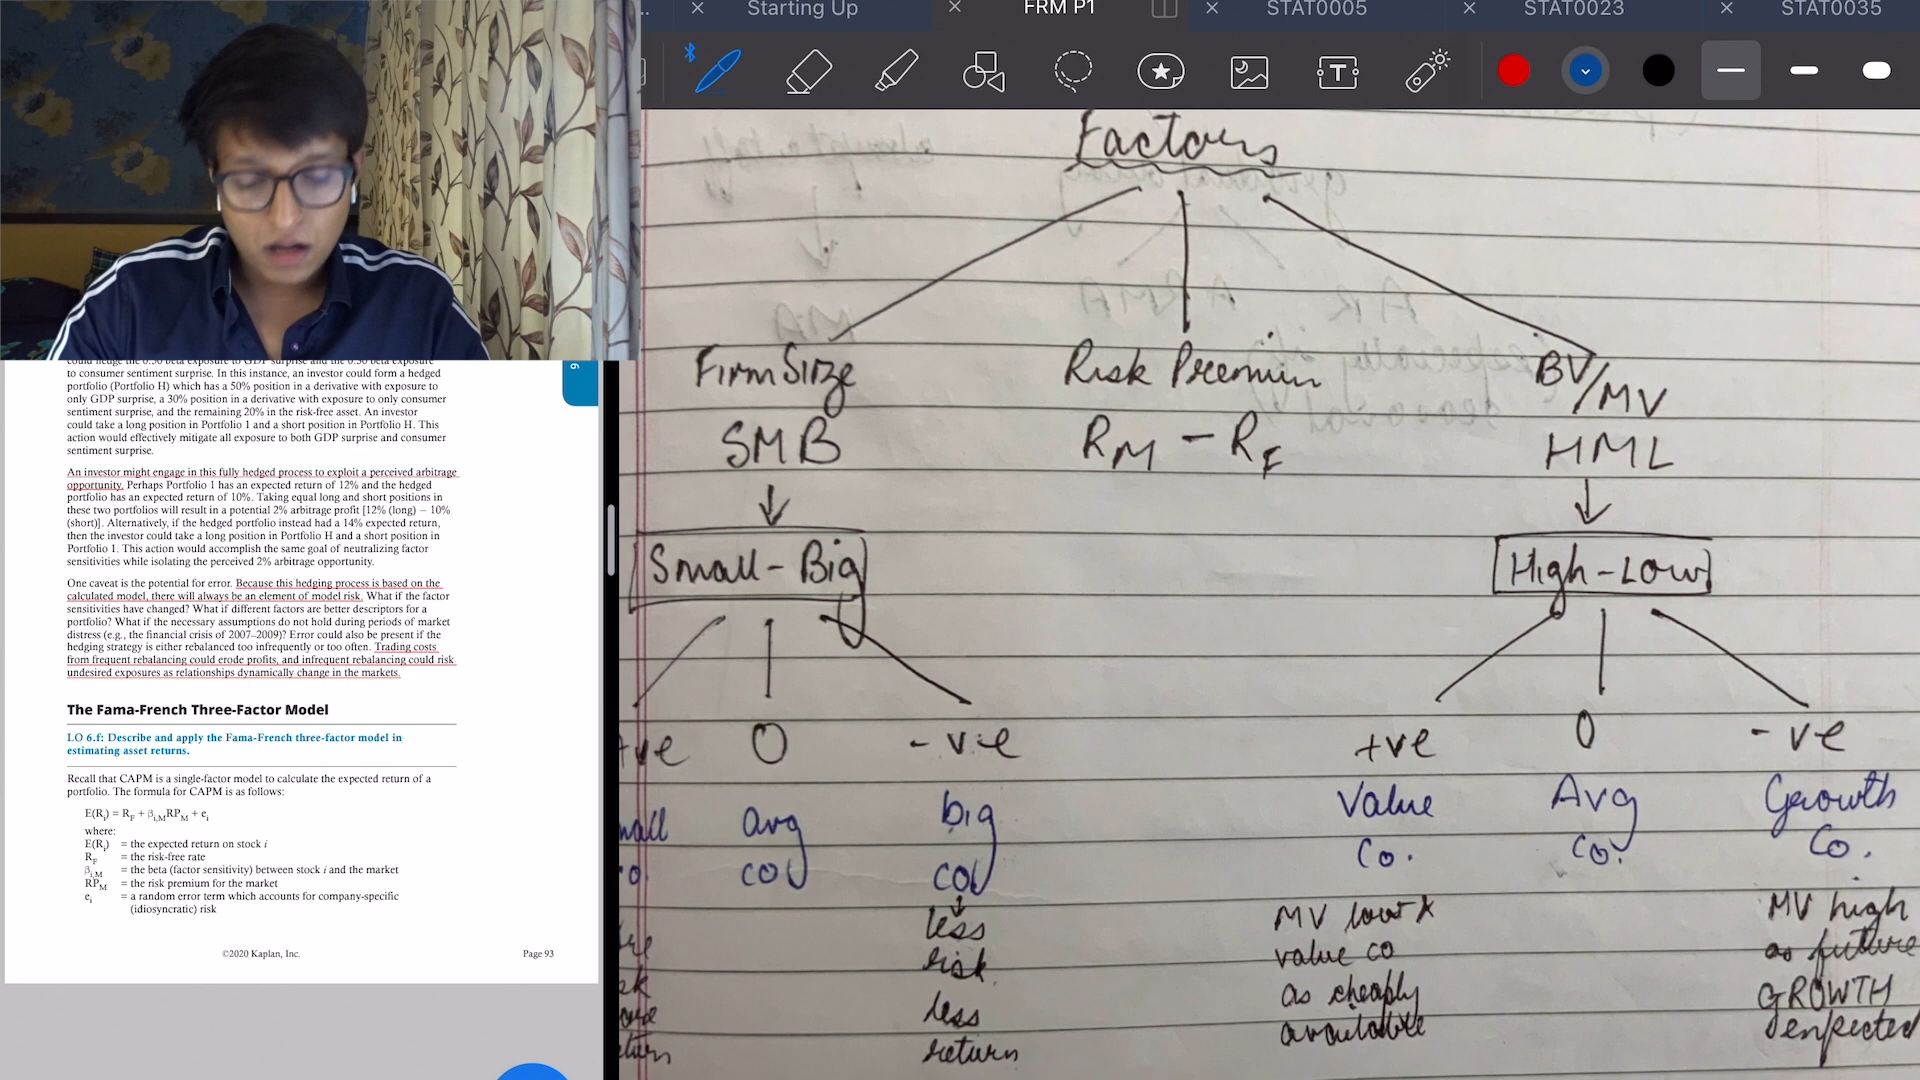 Starting Up
FRM P1
STAT0005
STAT0023
STAT0035
to consumer sentiment surprise. In this instance, an investor could form a hedged
portfolio (Portfolio H) which has a 50% position in a derivative with exposure to
only GDP surprise, a 30% position in a derivative with exposure to only consumer
sentiment surprise, and the remaining 20% in the risk-free asset. An investor
could take a long position in Portfolio 1 and a short position in Portfolio H. This
action would effectively mitigate all exposure to both GDP surprise and consumer
sentiment surprise.
An investor might engage in this fully hedged process to exploit a perceived arbitrage
opportunity. Perhaps Portfolio 1 has an expected return of 12% and the hedged
portfolio has an expected return of 10%. Taking equal long and short positions in
these two portfolios will result in a potential 2% arbitrage profit [12% (long) – 10%
(short)]. Alternatively, if the hedged portfolio instead had a 14% expected return,
then the investor could take a long position in Portfolio H and a short position in
Portfolio 1. This action would accomplish the same goal of neutralizing factor
sensitivities while isolating the perceived 2% arbitrage opportunity.
One caveat is the potential for error. Because this hedging process is based on the
calculated model, there will always be an element of model risk. What if the factor
sensitivities have changed? What if different factors are better descriptors for a
portfolio? What if the necessary assumptions do not hold during periods of market
distress (e.g., the financial crisis of 2007–2009)? Error could also be present if the
hedging strategy is either rebalanced too infrequently or too often. Trading costs
from frequent rebalancing could erode profits, and infrequent rebalancing could risk
undesired exposures as relationships dynamically change in the markets.
The Fama-French Three-Factor Model
LO 6.f: Describe and apply the Fama-French three-factor model in
estimating asset returns.
Recall that CAPM is a single-factor model to calculate the expected return of a
portfolio. The formula for CAPM is as follows:
E(Ri) = RF + βi,MRPM + ei
where:
E(Ri) = the expected return on stock i
RF = the risk-free rate
βi,M = the beta (factor sensitivity) between stock i and the market
RPM = the risk premium for the market
ei = a random error term which accounts for company-specific
(idiosyncratic) risk
©2020 Kaplan, Inc.
Page 93
Factors
Firm Size
Risk Premium
BV/MV
SMB
RM – RF
HML
Small - Big
High - Low
+ve
0
- ve
+ve
0
- ve
avg
co
big
co
less
risk
less
return
Value
Co.
Avg
Co.
Growth
Co.
MV low
value co
as cheaply
available
MV high
as future
GROWTH
expected